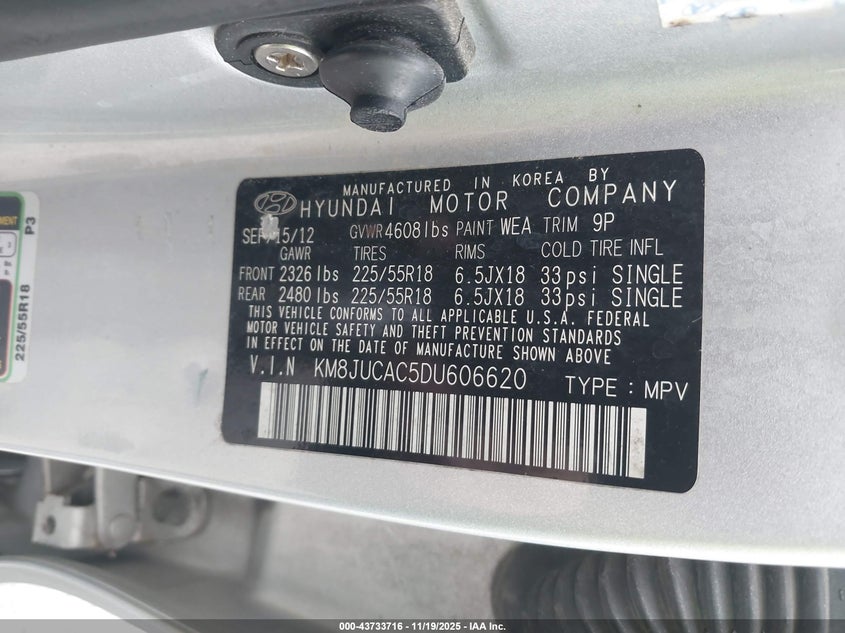 MANUFACTURED IN KOREA BY
HYUNDAI MOTOR COMPANY
SEP/15/12 GVWR 4608 lbs PAINT WEA TRIM 9P
GAWR TIRES RIMS COLD TIRE INFL
FRONT 2326 lbs 225/55R18 6.5JX18 33psi SINGLE
REAR 2480 lbs 225/55R18 6.5JX18 33psi SINGLE
THIS VEHICLE CONFORMS TO ALL APPLICABLE U.S.A. FEDERAL
MOTOR VEHICLE SAFETY AND THEFT PREVENTION STANDARDS
IN EFFECT ON THE DATE OF MANUFACTURE SHOWN ABOVE
V.I.N KM8JUCAC5DU606620 TYPE : MPV
P3
225/55R18
000-43733716 - 11/19/2025 - IAA Inc.